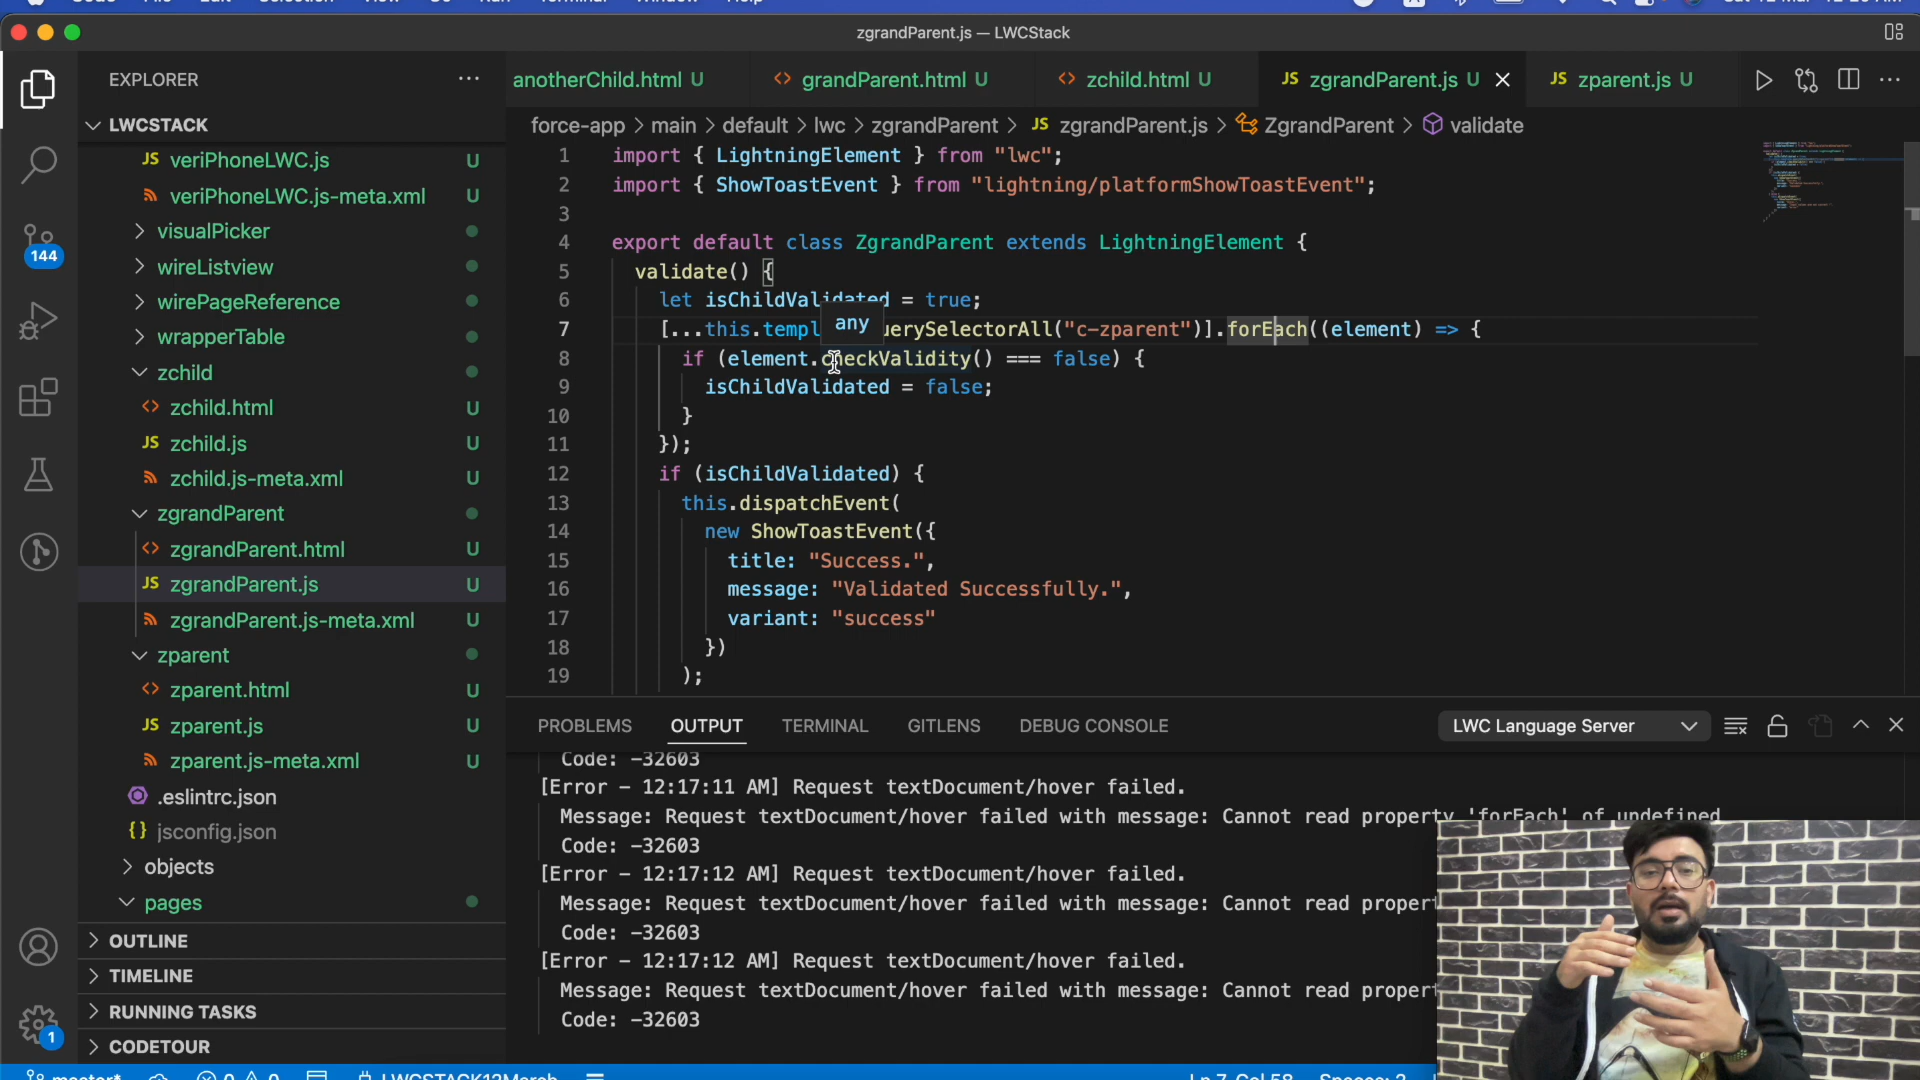 zgrandParent.js — LWCStack
EXPLORER
LWCSTACK
veriPhoneLWC.js U
veriPhoneLWC.js-meta.xml U
visualPicker
wireListview
wirePageReference
wrapperTable
zchild
zchild.html U
zchild.js U
zchild.js-meta.xml U
zgrandParent
zgrandParent.html U
zgrandParent.js U
zgrandParent.js-meta.xml U
zparent
zparent.html U
zparent.js U
zparent.js-meta.xml U
.eslintrc.json
jsconfig.json
objects
pages
OUTLINE
TIMELINE
RUNNING TASKS
CODETOUR
144
1
anotherChild.html U grandParent.html U zchild.html U JS zgrandParent.js U JS zparent.js U
force-app > main > default > lwc > zgrandParent > JS zgrandParent.js > ZgrandParent > validate
1 import { LightningElement } from "lwc";
2 import { ShowToastEvent } from "lightning/platformShowToastEvent";
3
4 export default class ZgrandParent extends LightningElement {
5 validate() {
6 let isChildValidated = true;
7 [...this.templ any uerySelectorAll("c-zparent")].forEach((element) => {
8 if (element.checkValidity() === false) {
9 isChildValidated = false;
10 }
11 });
12 if (isChildValidated) {
13 this.dispatchEvent(
14 new ShowToastEvent({
15 title: "Success.",
16 message: "Validated Successfully.",
17 variant: "success"
18 })
19 );
PROBLEMS OUTPUT TERMINAL GITLENS DEBUG CONSOLE LWC Language Server
Code: -32603
[Error - 12:17:11 AM] Request textDocument/hover failed.
Message: Request textDocument/hover failed with message: Cannot read property 'forEach' of undefined
Code: -32603
[Error - 12:17:12 AM] Request textDocument/hover failed.
Message: Request textDocument/hover failed with message: Cannot read proper
Code: -32603
[Error - 12:17:12 AM] Request textDocument/hover failed.
Message: Request textDocument/hover failed with message: Cannot read proper
Code: -32603